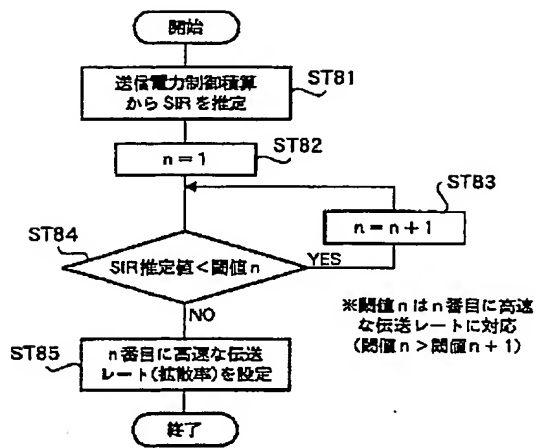 開始
送信電力制御積算
からSIRを推定
ST81
n=1
ST82
ST83
n=n+1
ST84
SIR推定値<閾値n
YES
NO
※閾値nはn番目に高速
な伝送レートに対応
(閾値n>閾値n+1)
ST85
n番目に高速な伝送
レート(拡散率)を設定
終了